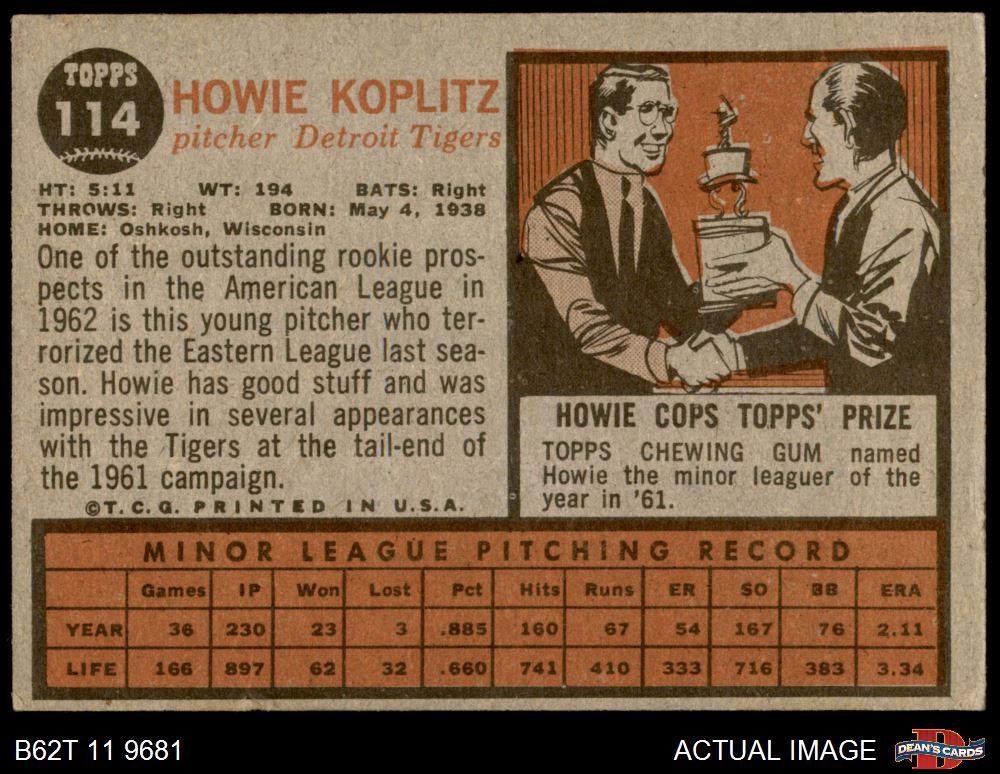 TOPPS
114
HOWIE KOPLITZ
pitcher Detroit Tigers
HT: 5:11 WT: 194 BATS: Right
THROWS: Right BORN: May 4, 1938
HOME: Oshkosh, Wisconsin
One of the outstanding rookie pros-
pects in the American League in
1962 is this young pitcher who ter-
rorized the Eastern League last sea-
son. Howie has good stuff and was
impressive in several appearances
with the Tigers at the tail-end of
the 1961 campaign.
©T.C.G. PRINTED IN U.S.A.
HOWIE COPS TOPPS' PRIZE
TOPPS CHEWING GUM named
Howie the minor leaguer of the
year in '61.
MINOR LEAGUE PITCHING RECORD
Games IP Won Lost Pct Hits Runs ER SO BB ERA
YEAR 36 230 23 3 .885 160 67 54 167 76 2.11
LIFE 166 897 62 32 .660 741 410 333 716 383 3.34
B62T 11 9681
ACTUAL IMAGE
D
DEAN'S CARDS